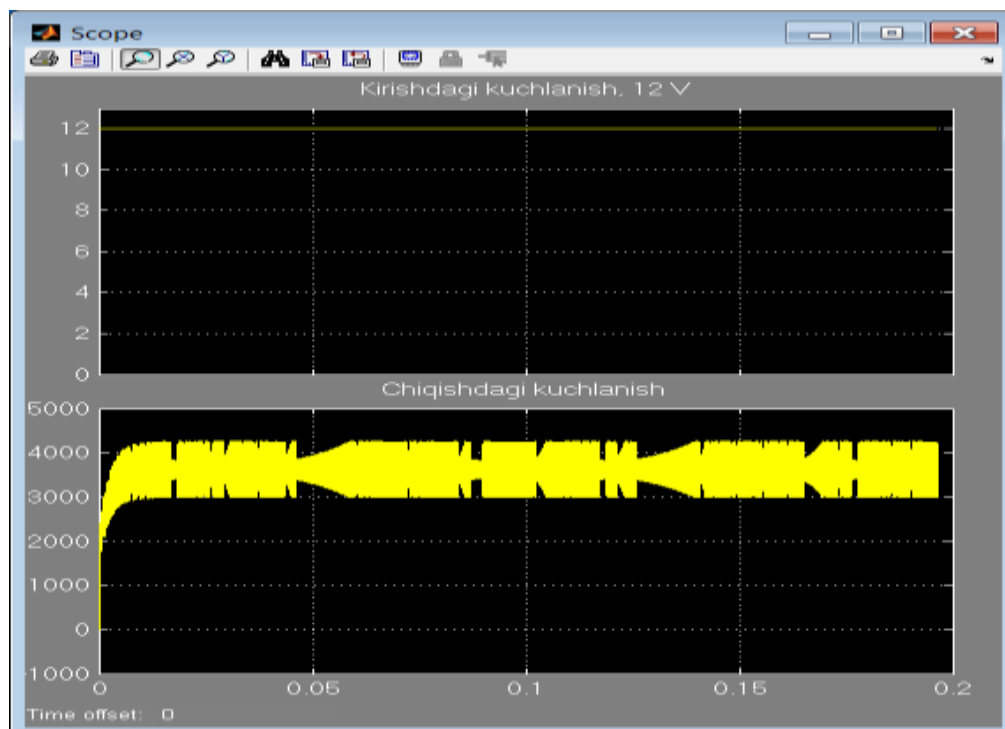 Scope
Kirishdagi kuchlanish, 12 V
12
10
8
6
4
2
0
Chiqishdagi kuchlanish
5000
4000
3000
2000
1000
0
-1000
0 0.05 0.1 0.15 0.2
Time offset: 0